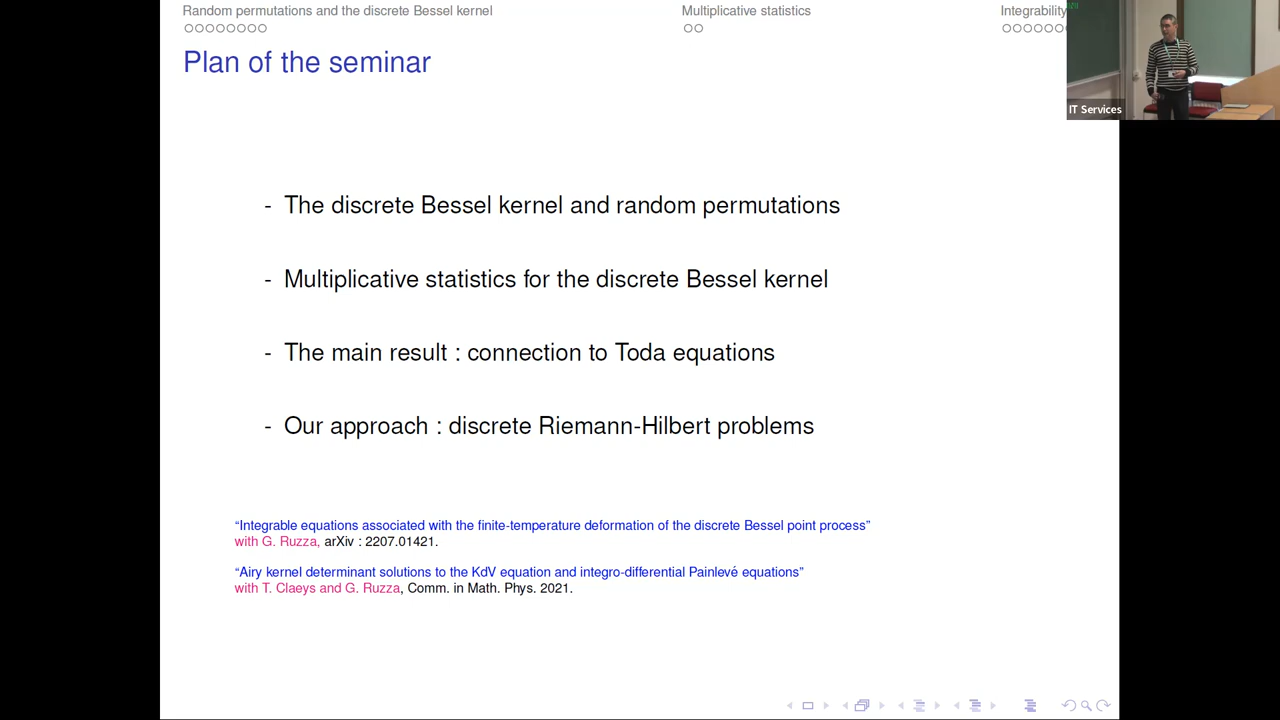 Random permutations and the discrete Bessel kernel
Multiplicative statistics
Integrability
Plan of the seminar
IT Services
- The discrete Bessel kernel and random permutations
- Multiplicative statistics for the discrete Bessel kernel
- The main result : connection to Toda equations
- Our approach : discrete Riemann-Hilbert problems
“Integrable equations associated with the finite-temperature deformation of the discrete Bessel point process”
with G. Ruzza, arXiv : 2207.01421.
“Airy kernel determinant solutions to the KdV equation and integro-differential Painlevé equations”
with T. Claeys and G. Ruzza, Comm. in Math. Phys. 2021.